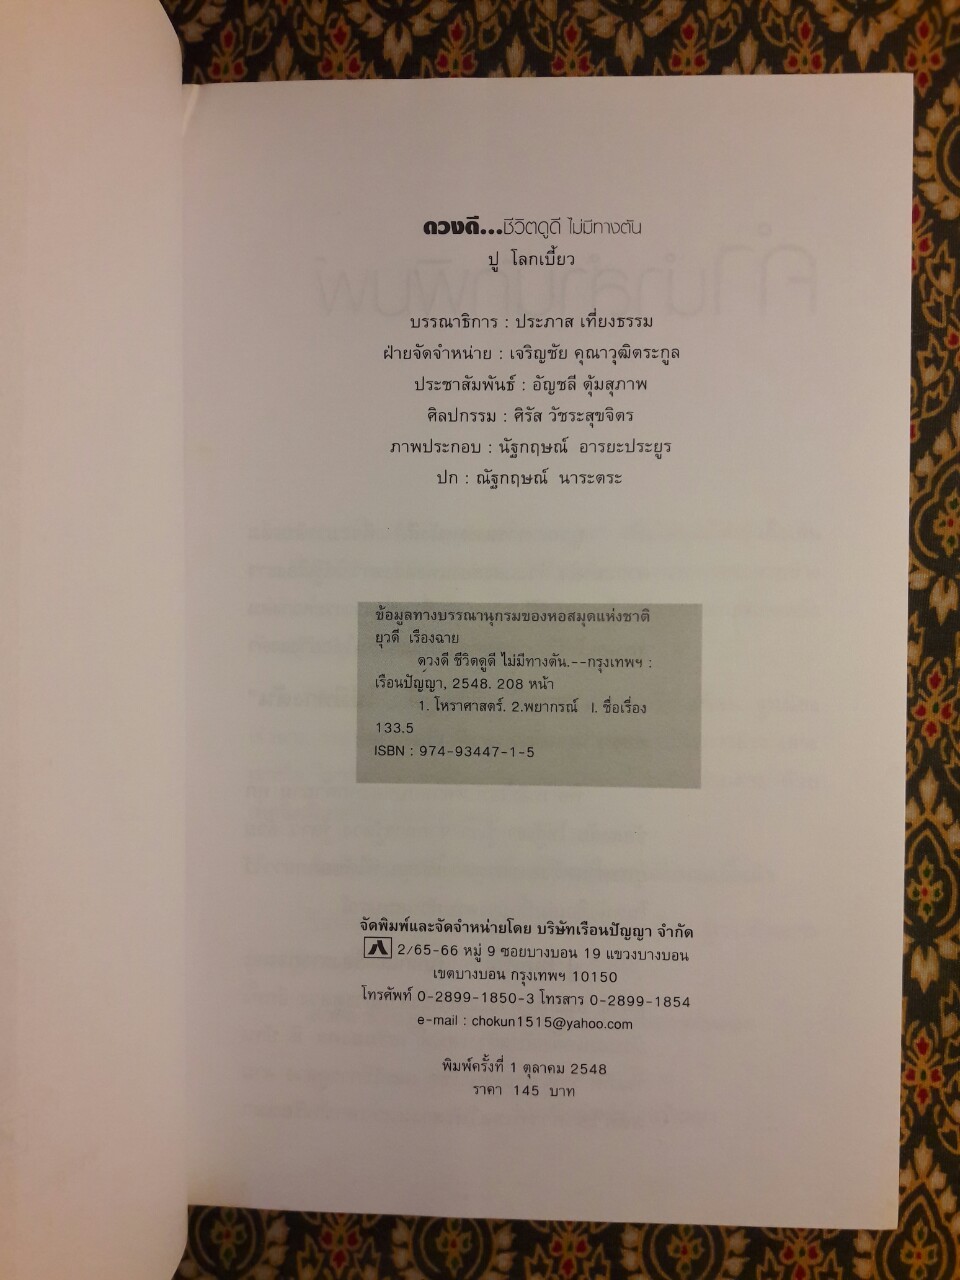 ดวงดี...ชีวิตดูดี ไม่มีทางตัน
ปู โลกเบี้ยว
บรรณาธิการ : ประภาส เที่ยงธรรม
ฝ่ายจัดจำหน่าย : เจริญชัย คุณาวุฒิตระกูล
ประชาสัมพันธ์ : อัญชลี ตุ้มสุภาพ
ศิลปกรรม : ศิรัส วัชระสุขจิตร
ภาพประกอบ : นัฐกฤษณ์ อารยะประยูร
ปก : ณัฐกฤษณ์ นาระตระ
ข้อมูลทางบรรณานุกรมของหอสมุดแห่งชาติ
ยุวดี เรืองฉาย
ดวงดี ชีวิตดูดี ไม่มีทางตัน.--กรุงเทพฯ :
เรือนปัญญา, 2548. 208 หน้า
1. โหราศาสตร์. 2.พยากรณ์ I. ชื่อเรื่อง
133.5
ISBN : 974-93447-1-5
จัดพิมพ์และจัดจำหน่ายโดย บริษัทเรือนปัญญา จำกัด
2/65-66 หมู่ 9 ซอยบางบอน 19 แขวงบางบอน
เขตบางบอน กรุงเทพฯ 10150
โทรศัพท์ 0-2899-1850-3 โทรสาร 0-2899-1854
e-mail : chokun1515@yahoo.com
พิมพ์ครั้งที่ 1 ตุลาคม 2548
ราคา 145 บาท